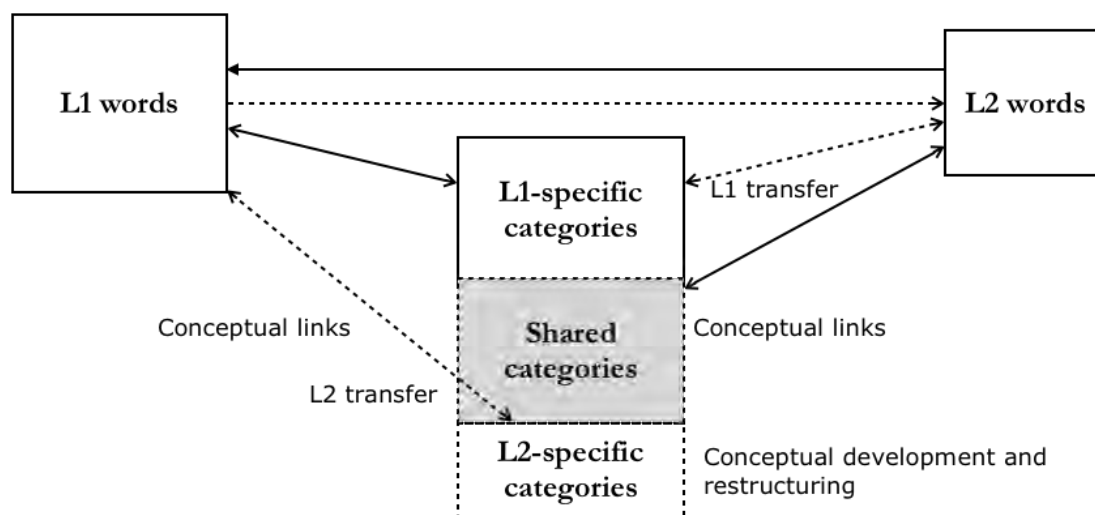 L1 words
L2 words
L1-specific
categories
L1 transfer
Conceptual links
Shared
categories
Conceptual links
L2 transfer
L2-specific
categories
Conceptual development and
restructuring